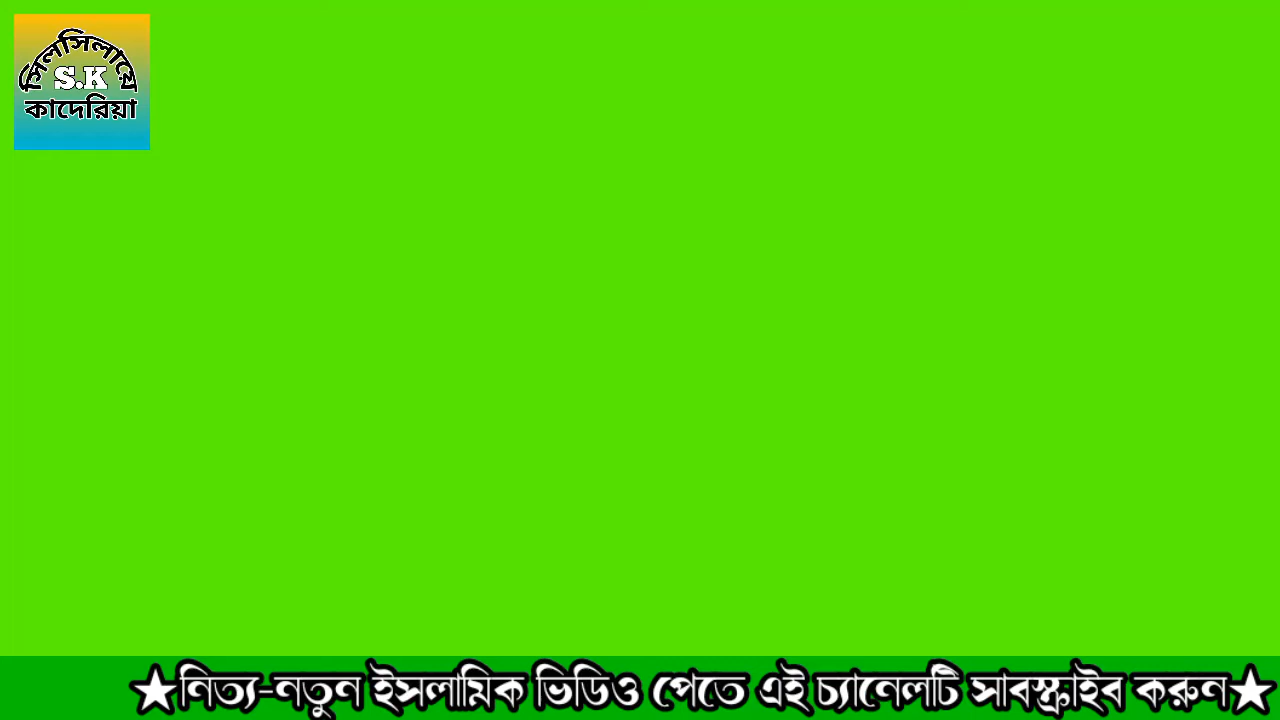 সিলসিলায়ে
S.K
কাদেরিয়া
★নিত্য-নতুন ইসলামিক ভিডিও পেতে এই চ্যানেলটি সাবস্ক্রাইব করুন★